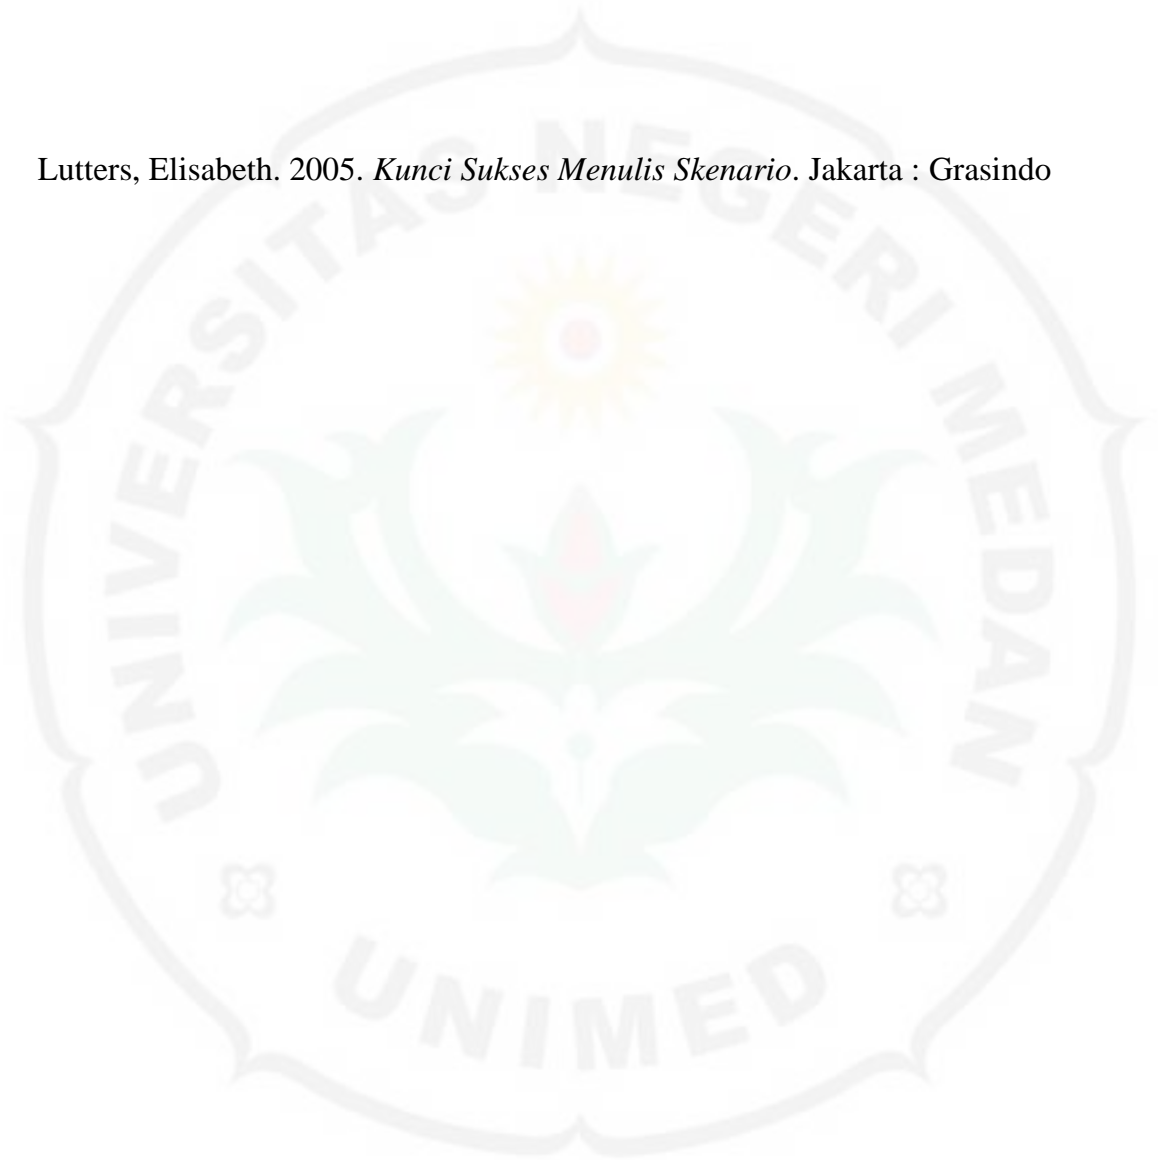 Lutters, Elisabeth. 2005. Kunci Sukses Menulis Skenario. Jakarta : Grasindo
UNIVERSITAS NEGERI MEDAN
UNIMED